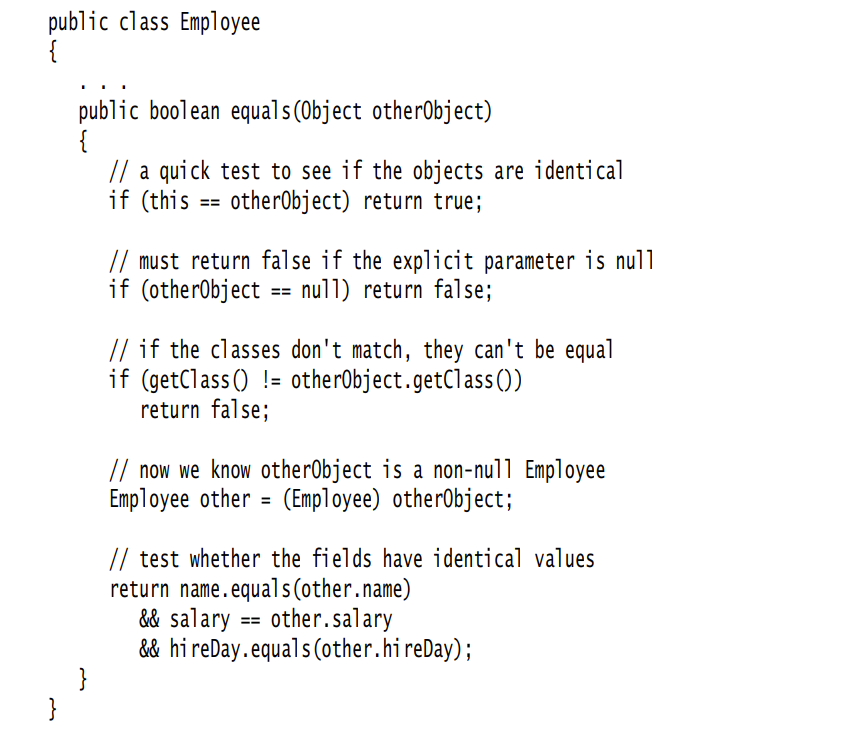 public class Employee
{
. . .
public boolean equals(Object otherObject)
{
// a quick test to see if the objects are identical
if (this == otherObject) return true;
// must return false if the explicit parameter is null
if (otherObject == null) return false;
// if the classes don't match, they can't be equal
if (getClass() != otherObject.getClass())
return false;
// now we know otherObject is a non-null Employee
Employee other = (Employee) otherObject;
// test whether the fields have identical values
return name.equals(other.name)
&& salary == other.salary
&& hireDay.equals(other.hireDay);
}
}